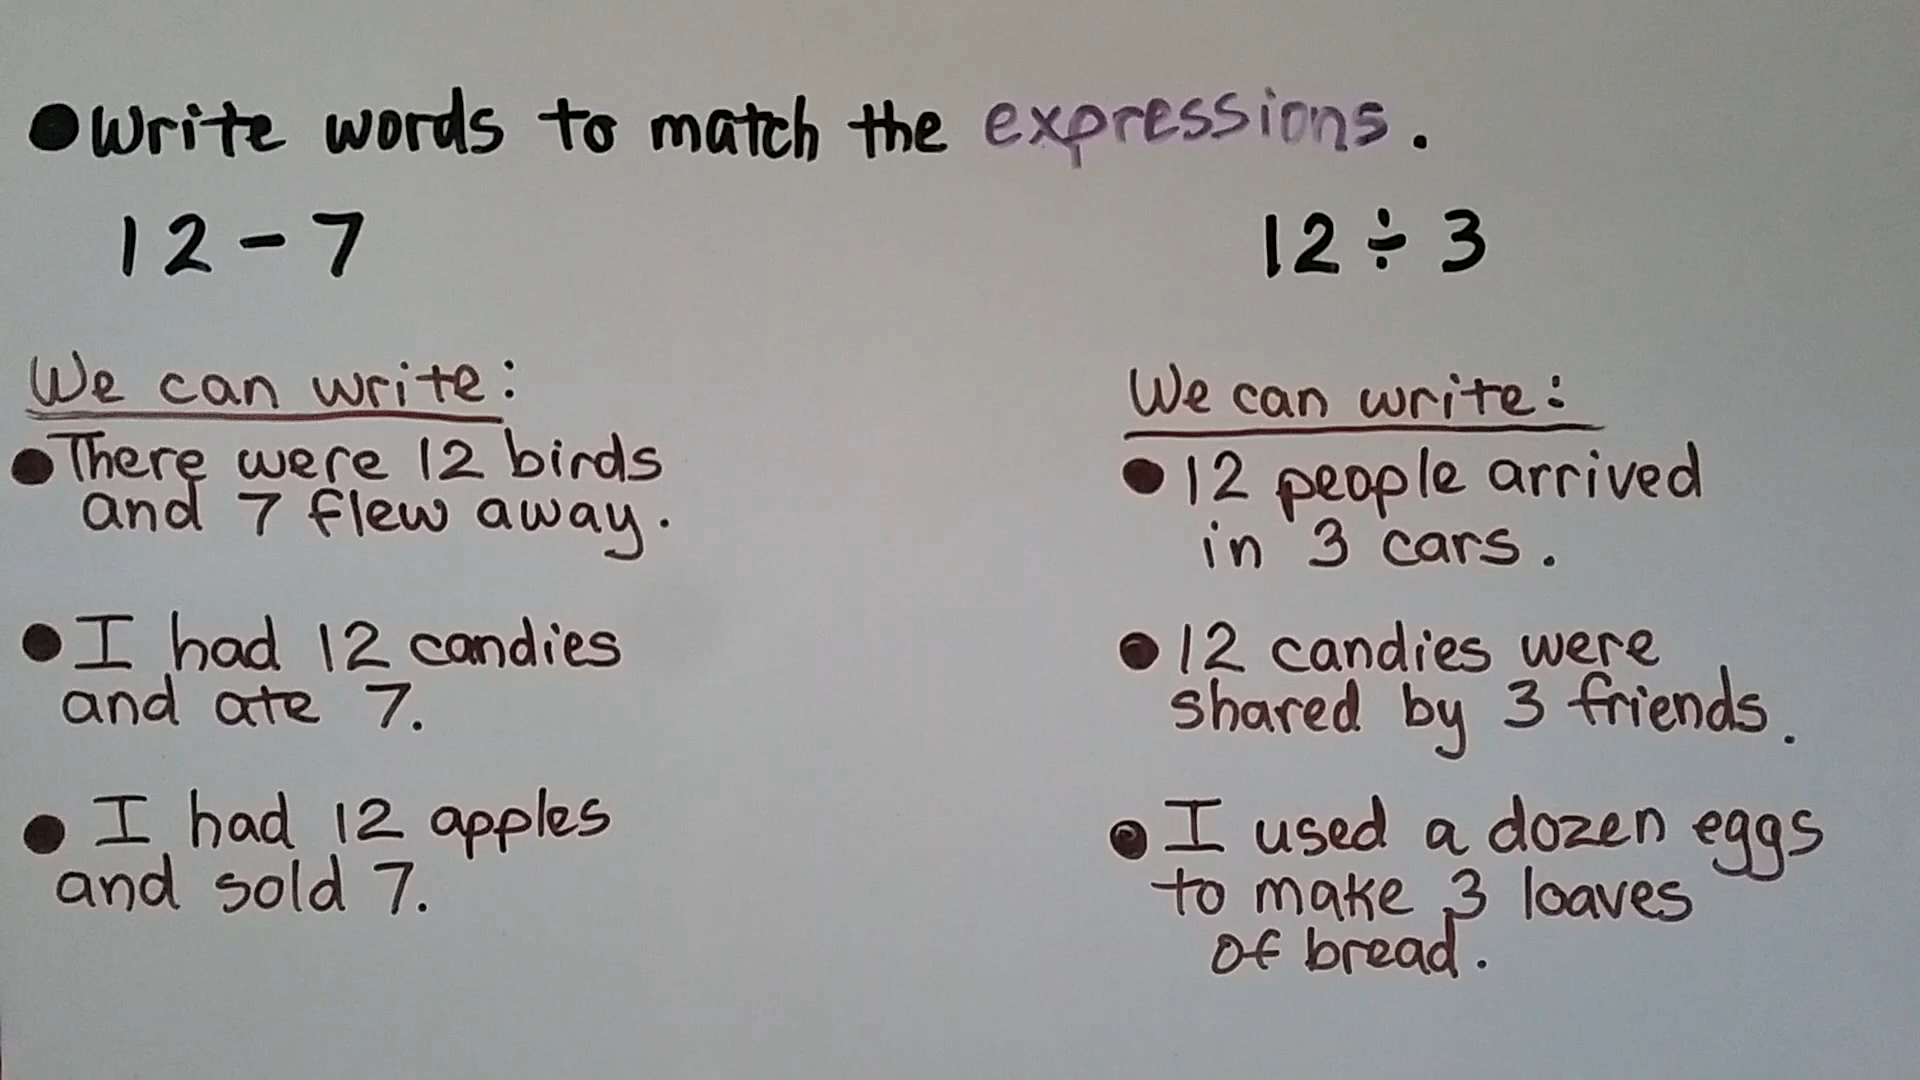 Write words to match the expressions.
12 - 7
We can write:
There were 12 birds
and 7 flew away.
I had 12 candies
and ate 7.
I had 12 apples
and sold 7.
12 ÷ 3
We can write:
12 people arrived
in 3 cars.
12 candies were
shared by 3 friends.
I used a dozen eggs
to make 3 loaves
of bread.